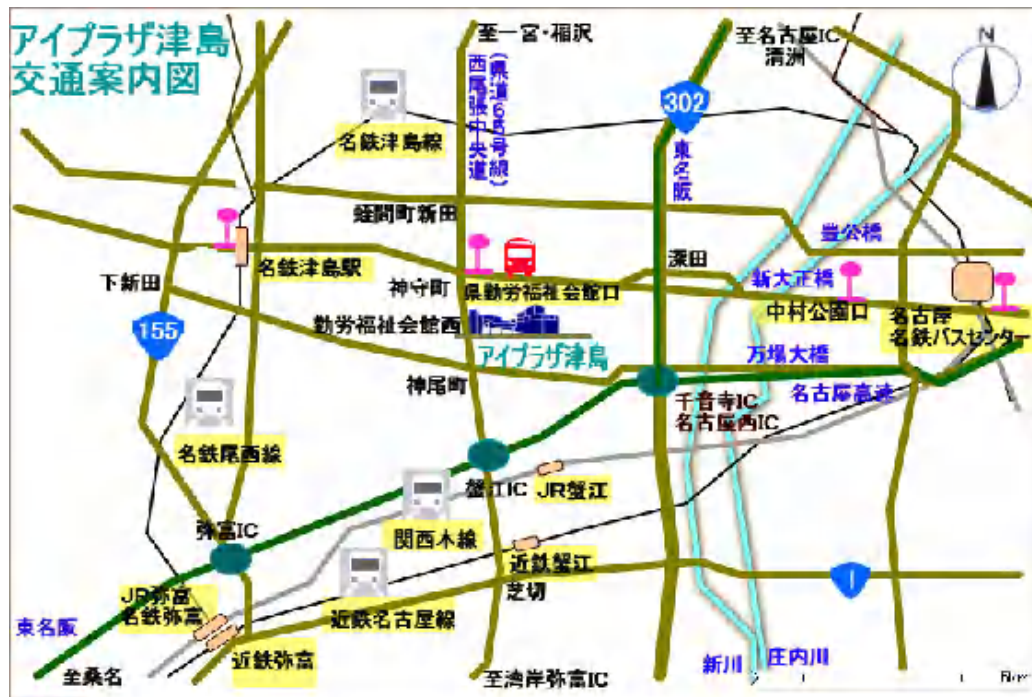 アイプラザ津島
交通案内図
至一宮・稲沢
至名古屋IC
清洲
N
西尾張中央道
(県道65号線)
302
東名阪
名鉄津島線
蛭間町新田
豊公橋
名鉄津島駅
下新田
神守町
県勤労福祉会館口
深田
新大正橋
中村公園口
名古屋
名鉄バスセンター
155
勤労福祉会館西
アイプラザ津島
万場大橋
神尾町
名古屋高速
千音寺IC
名古屋西IC
名鉄尾西線
蟹江IC
JR蟹江
弥富IC
関西本線
近鉄蟹江
1
JR弥富
名鉄弥富
芝切
東名阪
近鉄名古屋線
近鉄弥富
新川
庄内川
至桑名
至湾岸弥富IC